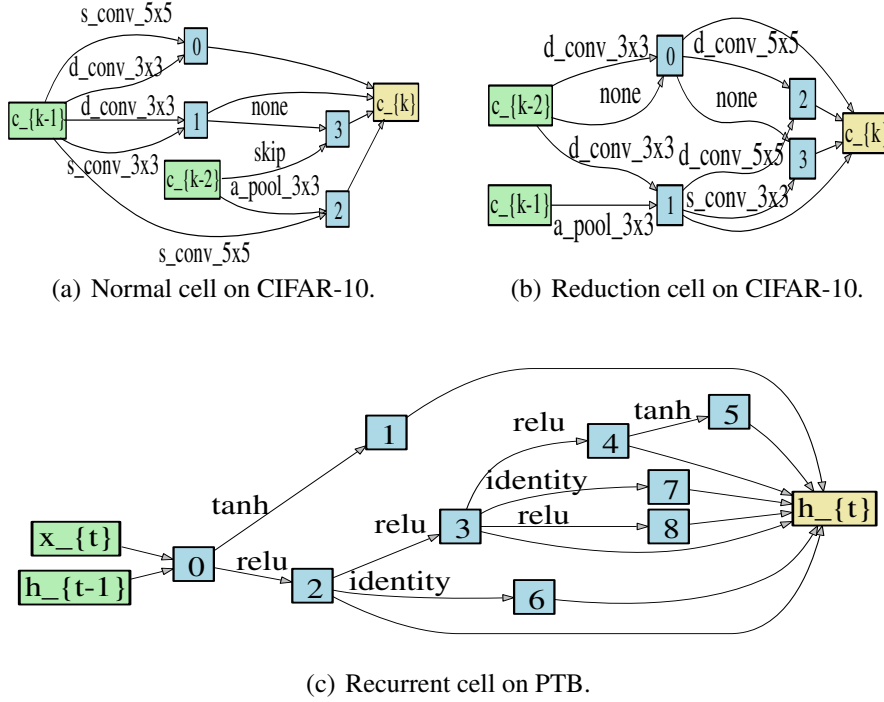 s_conv_5x5
d_conv_3x3
0
c_{k-1}
d_conv_3x3
1
none
c_{k}
3
s_conv_3x3
skip
c_{k-2}
a_pool_3x3
2
s_conv_5x5
(a) Normal cell on CIFAR-10.
d_conv_3x3
0
d_conv_5x5
c_{k-2}
none
none
2
c_{k}
3
d_conv_3x3
d_conv_5x5
c_{k-1}
1
s_conv_3x3
a_pool_3x3
(b) Reduction cell on CIFAR-10.
1
relu
4
tanh
5
tanh
identity
7
h_{t}
x_{t}
relu
3
relu
8
0
relu
h_{t-1}
2
identity
6
(c) Recurrent cell on PTB.